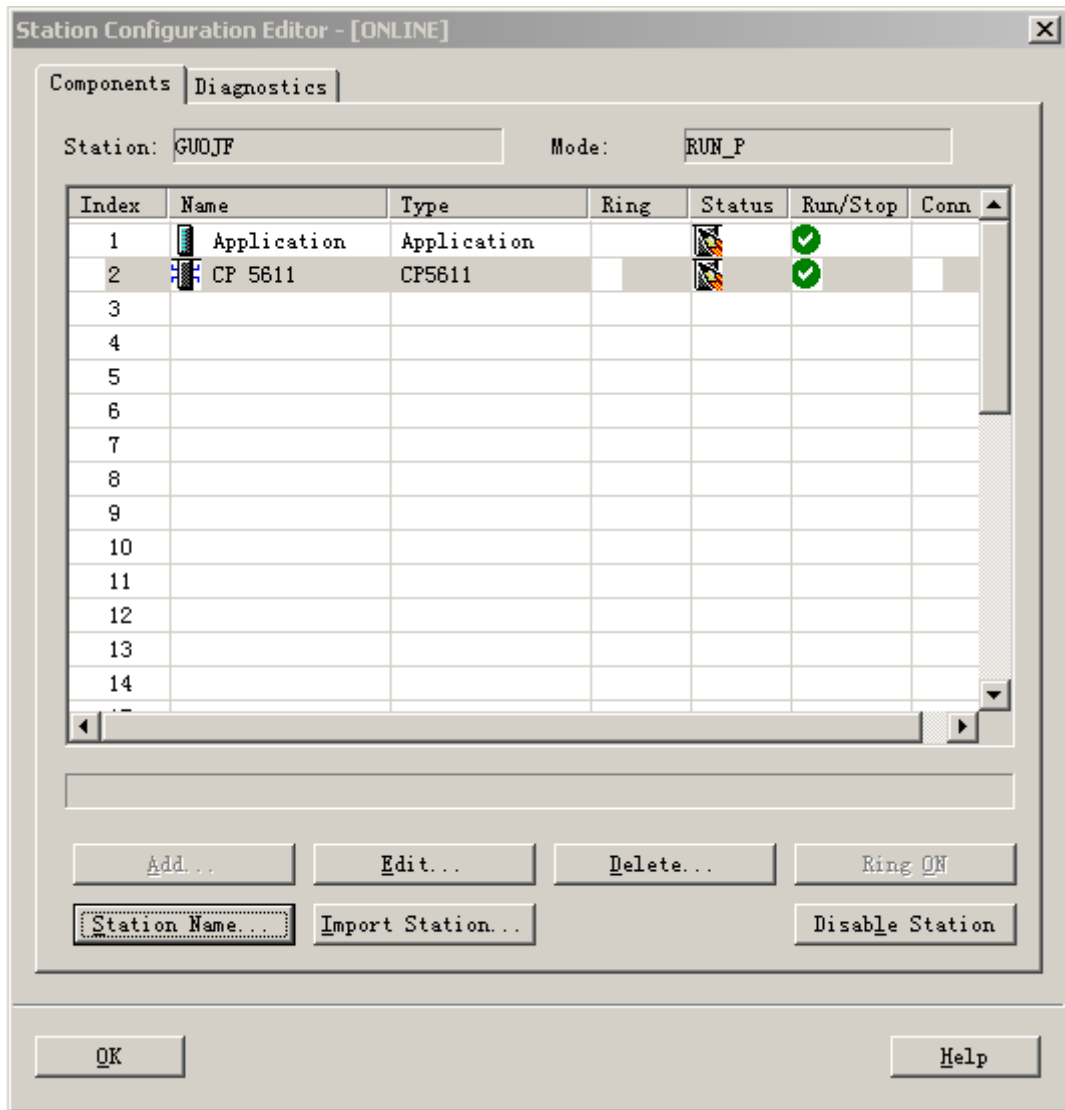 Station Configuration Editor - [ONLINE]
Components Diagnostics
Station: GUOJF Mode: RUN_P
Index Name Type Ring Status Run/Stop Conn
1 Application Application
2 CP 5611 CP5611
3
4
5
6
7
8
9
10
11
12
13
14
Add... Edit... Delete... Ring ON
Station Name... Import Station... Disable Station
OK Help